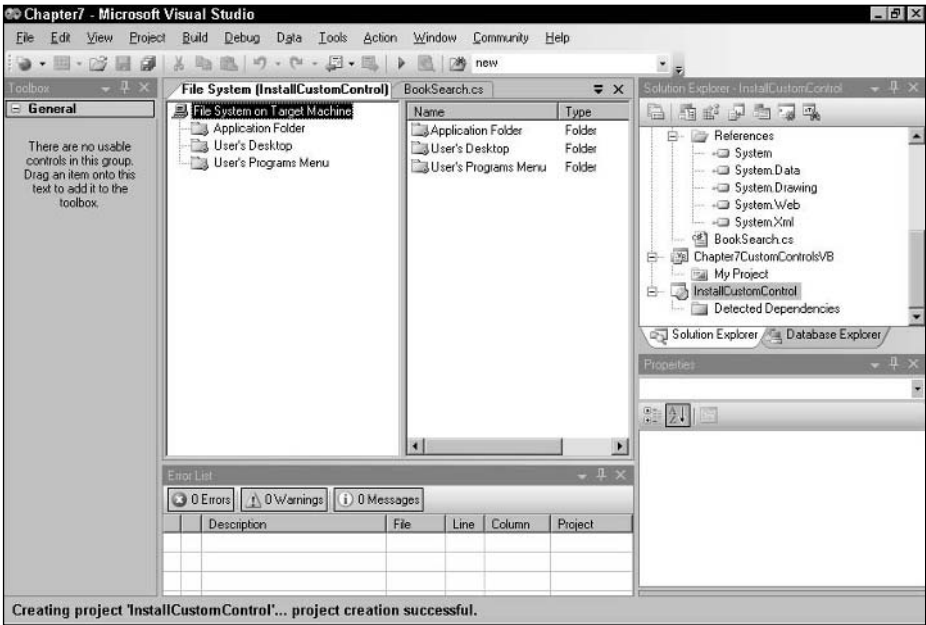 Chapter7 - Microsoft Visual Studio
File Edit View Project Build Debug Data Tools Action Window Community Help
new
Toolbox
General
There are no usable
controls in this group.
Drag an item onto this
text to add it to the
toolbox.
File System (InstallCustomControl)
BookSearch.cs
File System on Target Machine
Application Folder
User's Desktop
User's Programs Menu
Name Type
Application Folder Folder
User's Desktop Folder
User's Programs Menu Folder
Solution Explorer - InstallCustomControl
References
System
System.Data
System.Drawing
System.Web
System.Xml
BookSearch.cs
Chapter7CustomControlsVB
My Project
InstallCustomControl
Detected Dependencies
Solution Explorer Database Explorer
Properties
Error List
0 Errors 0 Warnings 0 Messages
Description File Line Column Project
Creating project 'InstallCustomControl'... project creation successful.